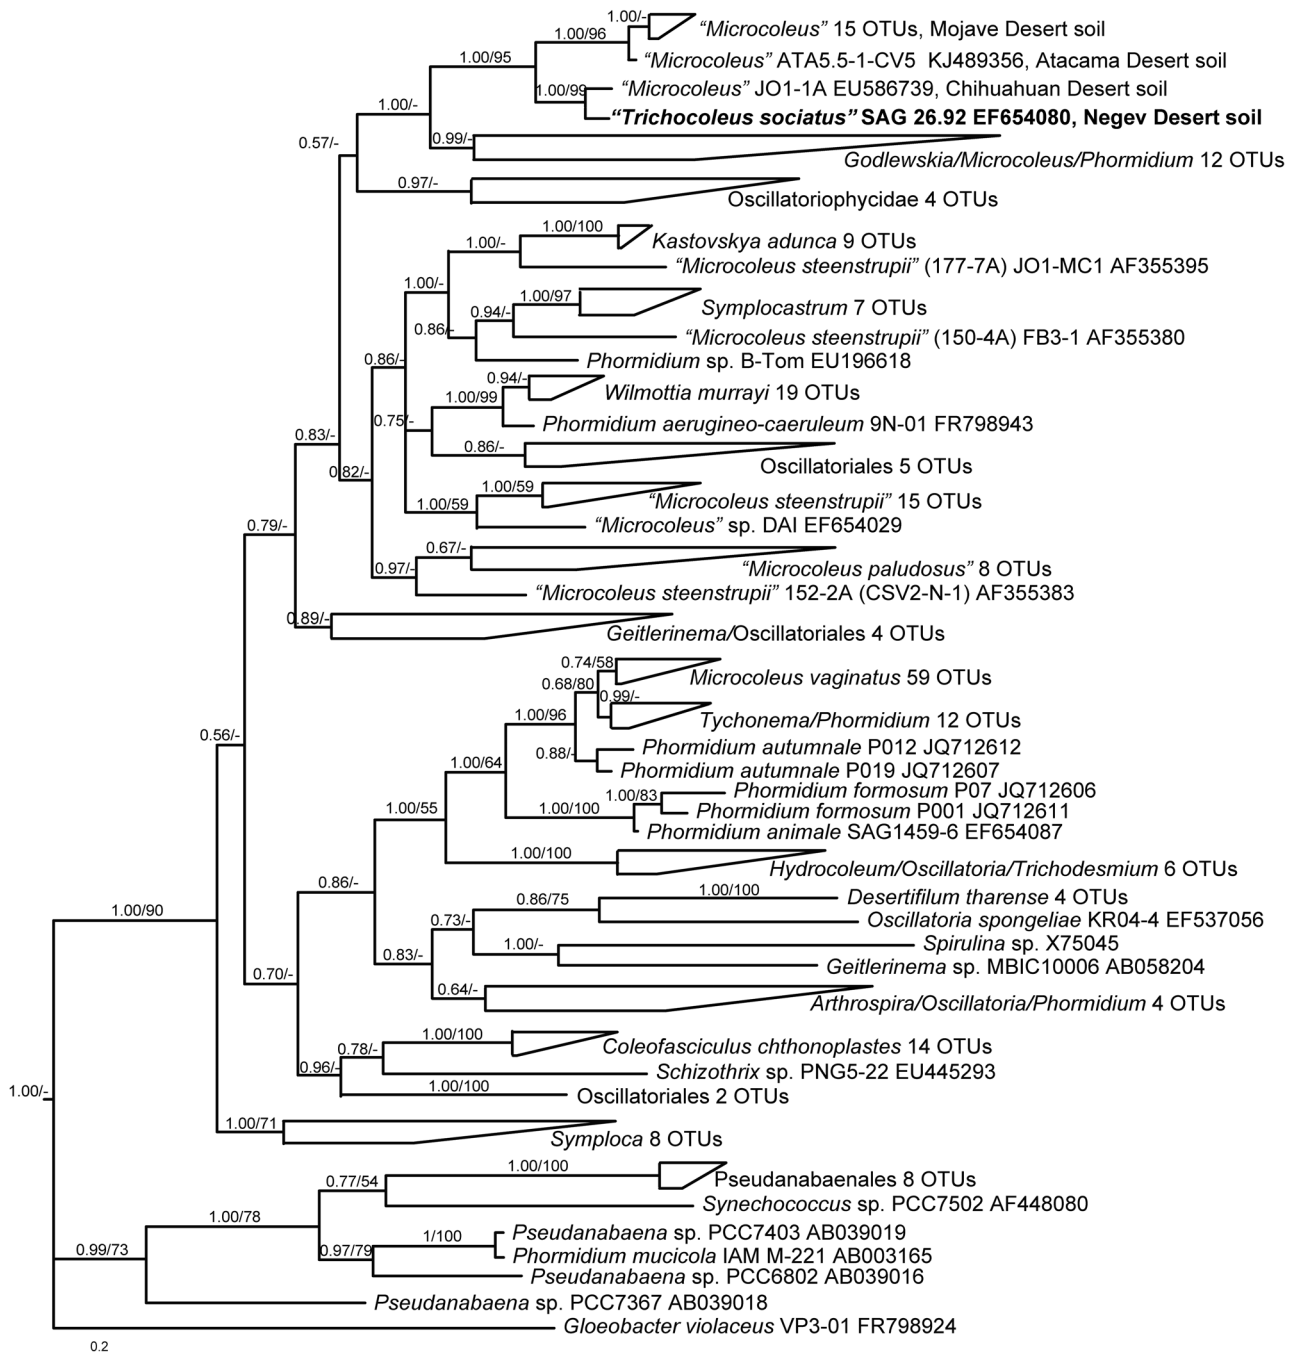 1.00/-
"Microcoleus" 15 OTUs, Mojave Desert soil
1.00/96
1.00/95
"Microcoleus" ATA5.5-1-CV5 KJ489356, Atacama Desert soil
1.00/99
"Microcoleus" JO1-1A EU586739, Chihuahuan Desert soil
1.00/-
"Trichocoleus sociatus" SAG 26.92 EF654080, Negev Desert soil
0.57/-
0.99/-
Godlewskia/Microcoleus/Phormidium 12 OTUs
0.97/-
Oscillatoriophycidae 4 OTUs
1.00/100
1.00/-
Kastovskya adunca 9 OTUs
"Microcoleus steenstrupii" (177-7A) JO1-MC1 AF355395
1.00/-
1.00/97
0.94/-
Symplocastrum 7 OTUs
0.86/-
"Microcoleus steenstrupii" (150-4A) FB3-1 AF355380
0.86/-
Phormidium sp. B-Tom EU196618
0.94/-
1.00/99
Wilmottia murrayi 19 OTUs
0.75/-
Phormidium aerugineo-caeruleum 9N-01 FR798943
0.83/-
0.86/-
Oscillatoriales 5 OTUs
0.82/-
1.00/59
1.00/59
"Microcoleus steenstrupii" 15 OTUs
0.79/-
"Microcoleus" sp. DAI EF654029
0.67/-
0.97/-
"Microcoleus paludosus" 8 OTUs
"Microcoleus steenstrupii" 152-2A (CSV2-N-1) AF355383
0.89/-
Geitlerinema/Oscillatoriales 4 OTUs
0.74/58
0.68/80
Microcoleus vaginatus 59 OTUs
0.99/-
1.00/96
Tychonema/Phormidium 12 OTUs
0.56/-
0.88/-
Phormidium autumnale P012 JQ712612
1.00/64
Phormidium autumnale P019 JQ712607
1.00/83
Phormidium formosum P07 JQ712606
1.00/55
1.00/100
Phormidium formosum P001 JQ712611
Phormidium animale SAG1459-6 EF654087
1.00/100
Hydrocoleum/Oscillatoria/Trichodesmium 6 OTUs
0.86/-
1.00/100
0.86/75
Desertifilum tharense 4 OTUs
1.00/90
0.73/-
Oscillatoria spongeliae KR04-4 EF537056
1.00/-
Spirulina sp. X75045
0.83/-
Geitlerinema sp. MBIC10006 AB058204
0.70/-
0.64/-
Arthrospira/Oscillatoria/Phormidium 4 OTUs
1.00/100
0.78/-
Coleofasciculus chthonoplastes 14 OTUs
0.96/-
Schizothrix sp. PNG5-22 EU445293
1.00/-
1.00/100
Oscillatoriales 2 OTUs
1.00/71
Symploca 8 OTUs
1.00/100
0.77/54
Pseudanabaenales 8 OTUs
Synechococcus sp. PCC7502 AF448080
1.00/78
1/100
Pseudanabaena sp. PCC7403 AB039019
0.99/73
0.97/79
Phormidium mucicola IAM M-221 AB003165
Pseudanabaena sp. PCC6802 AB039016
Pseudanabaena sp. PCC7367 AB039018
Gloeobacter violaceus VP3-01 FR798924
0.2